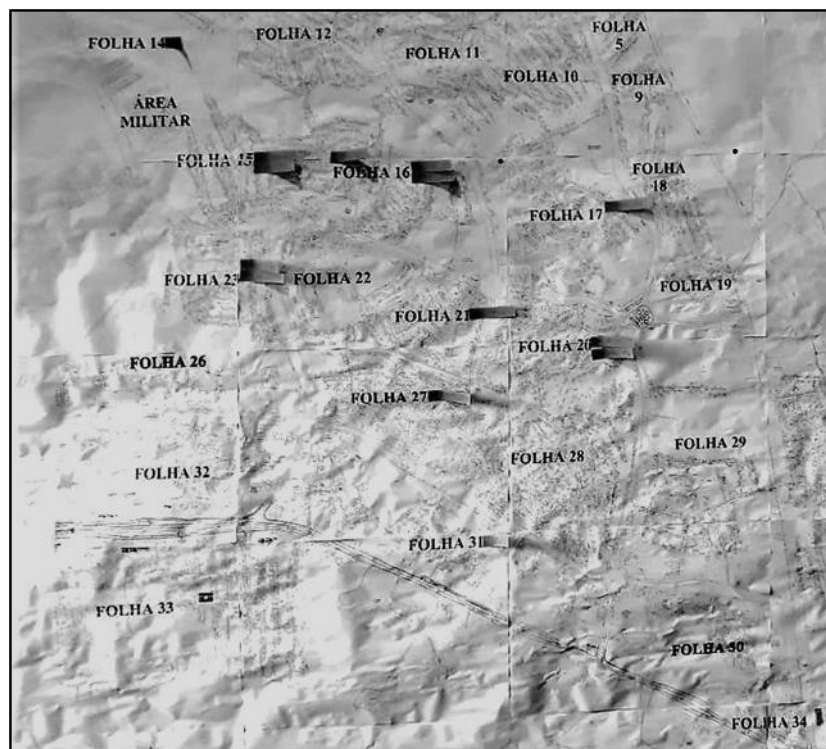 FOLHA 14
FOLHA 12
FOLHA 11
FOLHA
5
FOLHA 10
FOLHA
9
ÁREA
MILITAR
FOLHA 15
FOLHA 16
FOLHA
18
FOLHA 17
FOLHA 23
FOLHA 22
FOLHA 19
FOLHA 21
FOLHA 20
FOLHA 26
FOLHA 27
FOLHA 28
FOLHA 29
FOLHA 32
FOLHA 31
FOLHA 33
FOLHA 30
FOLHA 34